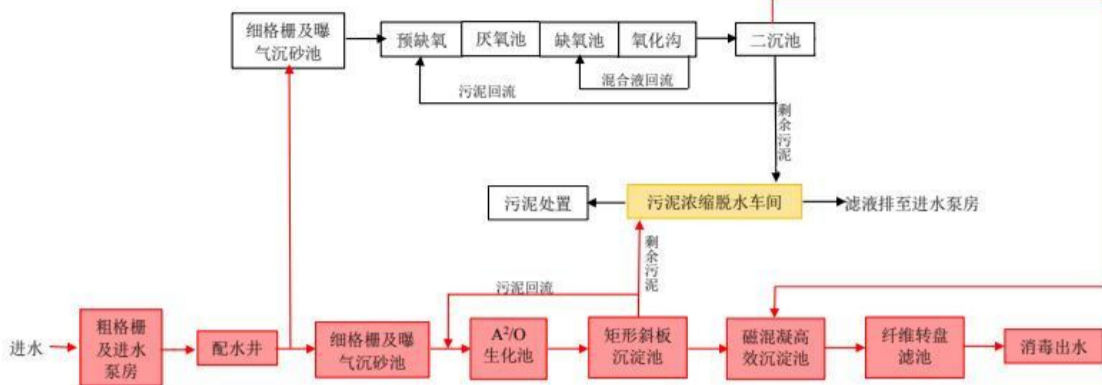 细格栅及曝
气沉砂池
预缺氧
厌氧池
缺氧池
氧化沟
二沉池
混合液回流
污泥回流
剩余污泥
污泥处置
污泥浓缩脱水车间
滤液排至进水泵房
剩余污泥
污泥回流
进水
粗格栅
及进水
泵房
配水井
细格栅及曝
气沉砂池
A²/O
生化池
矩形斜板
沉淀池
磁混凝高
效沉淀池
纤维转盘
滤池
消毒出水